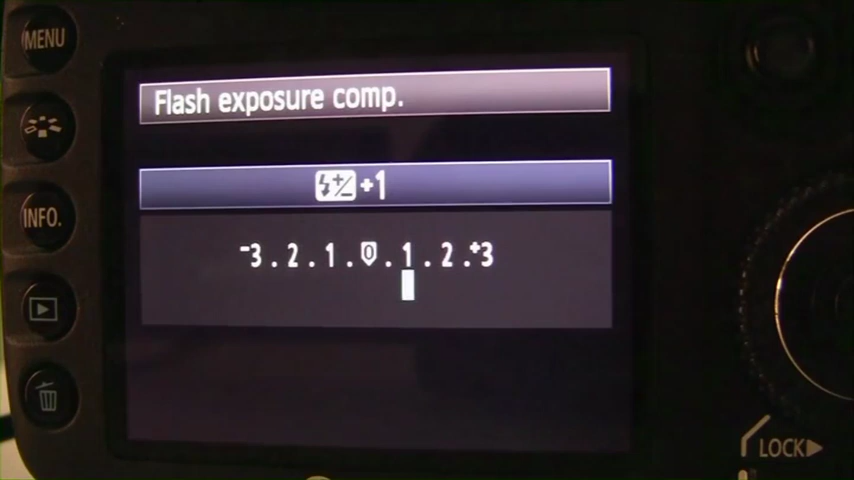 MENU
Flash exposure comp.
+1
INFO.
-3.2.1.0.1.2.+3
LOCK